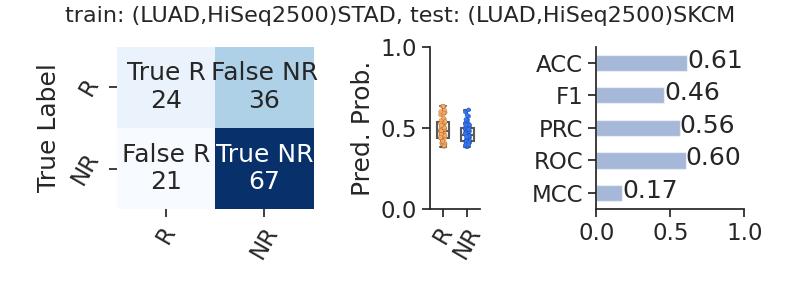 train: (LUAD,HiSeq2500)STAD, test: (LUAD,HiSeq2500)SKCM
True Label
R
NR
True R
24
False NR
36
False R
21
True NR
67
R
NR
Pred. Prob.
1.0
0.5
0.0
R
NR
ACC
0.61
F1
0.46
PRC
0.56
ROC
0.60
MCC
0.17
0.0
0.5
1.0